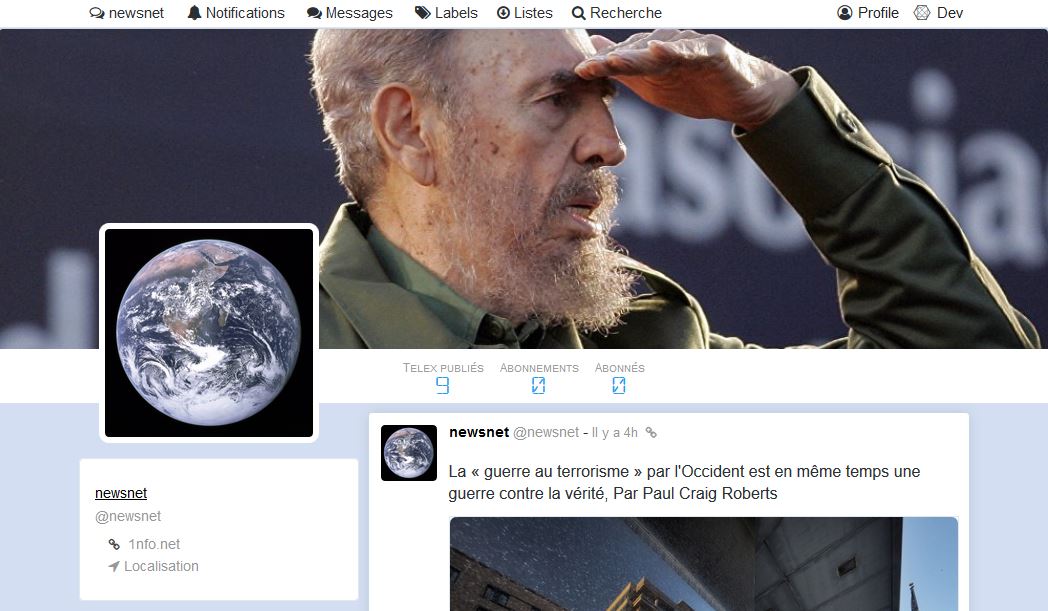 newsnet Notifications Messages Labels Listes Recherche Profile Dev
asocia
Telex publiés Abonnements Abonnés
9 0 0
newsnet @newsnet - Il y a 4h
La « guerre au terrorisme » par l'Occident est en même temps une
guerre contre la vérité, Par Paul Craig Roberts
newsnet
@newsnet
1nfo.net
Localisation